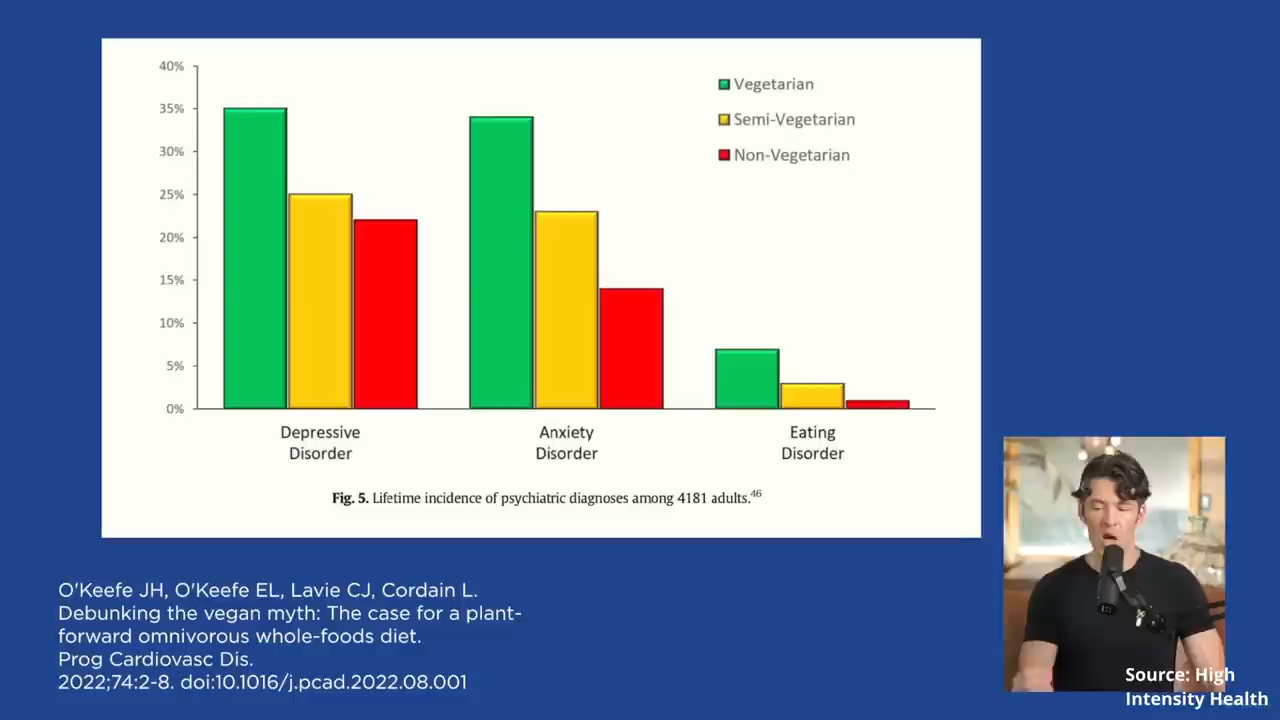 40%
35%
30%
25%
20%
15%
10%
5%
0%
Vegetarian
Semi-Vegetarian
Non-Vegetarian
Depressive
Disorder
Anxiety
Disorder
Eating
Disorder
Fig. 5. Lifetime incidence of psychiatric diagnoses among 4181 adults.46
O'Keefe JH, O'Keefe EL, Lavie CJ, Cordain L.
Debunking the vegan myth: The case for a plant-
forward omnivorous whole-foods diet.
Prog Cardiovasc Dis.
2022;74:2-8. doi:10.1016/j.pcad.2022.08.001
Source: High
Intensity Health